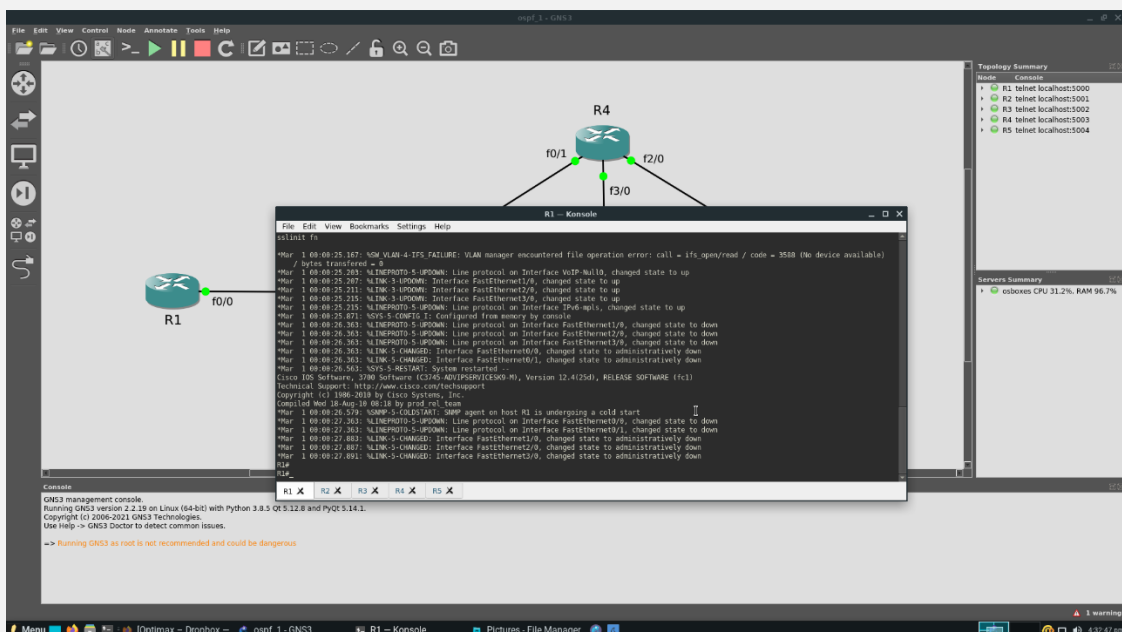 ospf_1 - GNS3
File Edit View Control Node Annotate Tools Help
Topology Summary
Node Console
R1 telnet localhost:5000
R2 telnet localhost:5001
R3 telnet localhost:5002
R4 telnet localhost:5003
R5 telnet localhost:5004
R4
f0/1
f2/0
f3/0
R1 — Konsole
File Edit View Bookmarks Settings Help
sslinit fn
*Mar 1 00:00:25.167: %SW_VLAN-4-IFS_FAILURE: VLAN manager encountered file operation error: call = ifs_open/read / code = 3588 (No device available)
/ bytes transfered = 0
*Mar 1 00:00:25.203: %LINEPROTO-5-UPDOWN: Line protocol on Interface VoIP-Null0, changed state to up
*Mar 1 00:00:25.207: %LINK-3-UPDOWN: Interface FastEthernet1/0, changed state to up
*Mar 1 00:00:25.211: %LINK-3-UPDOWN: Interface FastEthernet2/0, changed state to up
*Mar 1 00:00:25.215: %LINK-3-UPDOWN: Interface FastEthernet3/0, changed state to up
*Mar 1 00:00:25.215: %LINEPROTO-5-UPDOWN: Line protocol on Interface IPv6-mpls, changed state to up
*Mar 1 00:00:25.871: %SYS-5-CONFIG_I: Configured from memory by console
*Mar 1 00:00:26.363: %LINEPROTO-5-UPDOWN: Line protocol on Interface FastEthernet1/0, changed state to down
*Mar 1 00:00:26.363: %LINEPROTO-5-UPDOWN: Line protocol on Interface FastEthernet2/0, changed state to down
*Mar 1 00:00:26.363: %LINEPROTO-5-UPDOWN: Line protocol on Interface FastEthernet3/0, changed state to down
*Mar 1 00:00:26.363: %LINK-5-CHANGED: Interface FastEthernet0/0, changed state to administratively down
*Mar 1 00:00:26.363: %LINK-5-CHANGED: Interface FastEthernet0/1, changed state to administratively down
*Mar 1 00:00:26.563: %SYS-5-RESTART: System restarted --
Cisco IOS Software, 3700 Software (C3745-ADVIPSERVICESK9-M), Version 12.4(25d), RELEASE SOFTWARE (fc1)
Technical Support: http://www.cisco.com/techsupport
Copyright (c) 1986-2010 by Cisco Systems, Inc.
Compiled Wed 18-Aug-10 08:18 by prod_rel_team
*Mar 1 00:00:26.579: %SNMP-5-COLDSTART: SNMP agent on host R1 is undergoing a cold start
*Mar 1 00:00:27.363: %LINEPROTO-5-UPDOWN: Line protocol on Interface FastEthernet0/0, changed state to down
*Mar 1 00:00:27.363: %LINEPROTO-5-UPDOWN: Line protocol on Interface FastEthernet0/1, changed state to down
*Mar 1 00:00:27.883: %LINK-5-CHANGED: Interface FastEthernet1/0, changed state to administratively down
*Mar 1 00:00:27.887: %LINK-5-CHANGED: Interface FastEthernet2/0, changed state to administratively down
*Mar 1 00:00:27.891: %LINK-5-CHANGED: Interface FastEthernet3/0, changed state to administratively down
R1#
R1#
R1 R2 R3 R4 R5
f0/0
R1
Servers Summary
osboxes CPU 31.2%, RAM 96.7%
Console
GNS3 management console.
Running GNS3 version 2.2.19 on Linux (64-bit) with Python 3.8.5 Qt 5.12.8 and PyQt 5.14.1.
Copyright (c) 2006-2021 GNS3 Technologies.
Use Help -> GNS3 Doctor to detect common issues.
=> Running GNS3 as root is not recommended and could be dangerous
1 warning
Menu [Optimax – Dropbox – ospf_1 - GNS3 R1 — Konsole Pictures - File Manager 4:32:47 pm